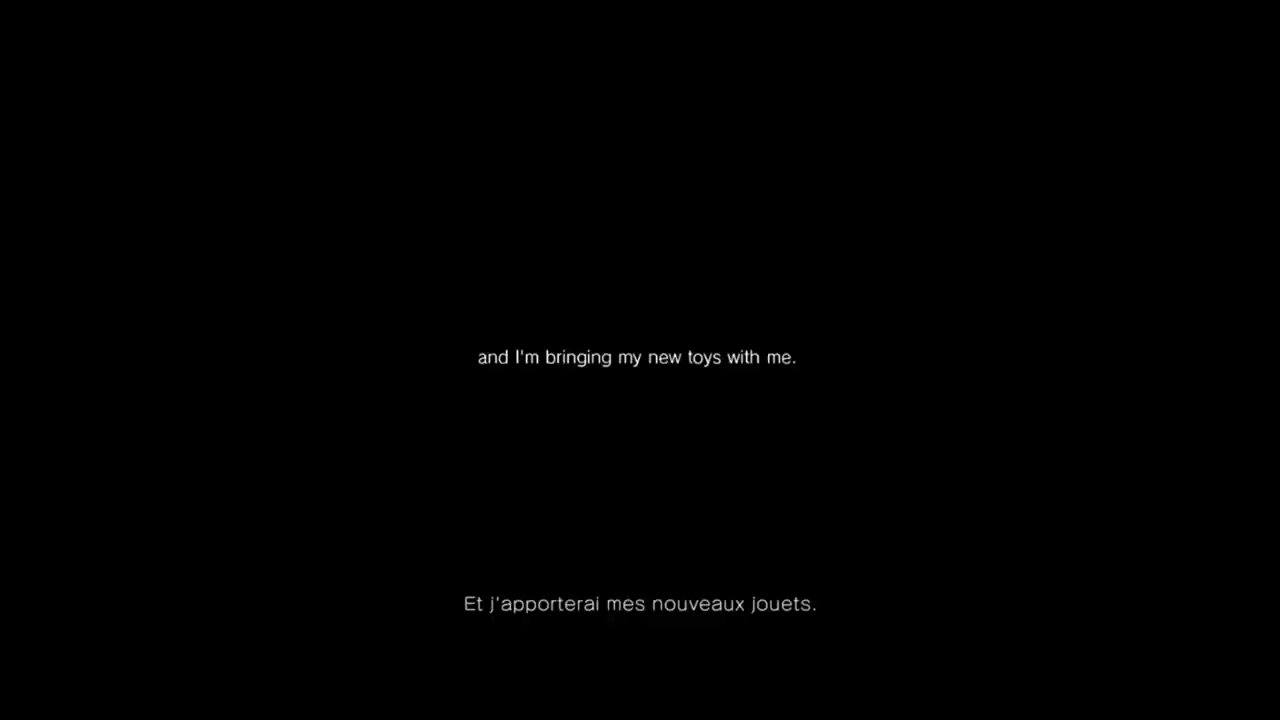 and I'm bringing my new toys with me.
Et j'apporterai mes nouveaux jouets.